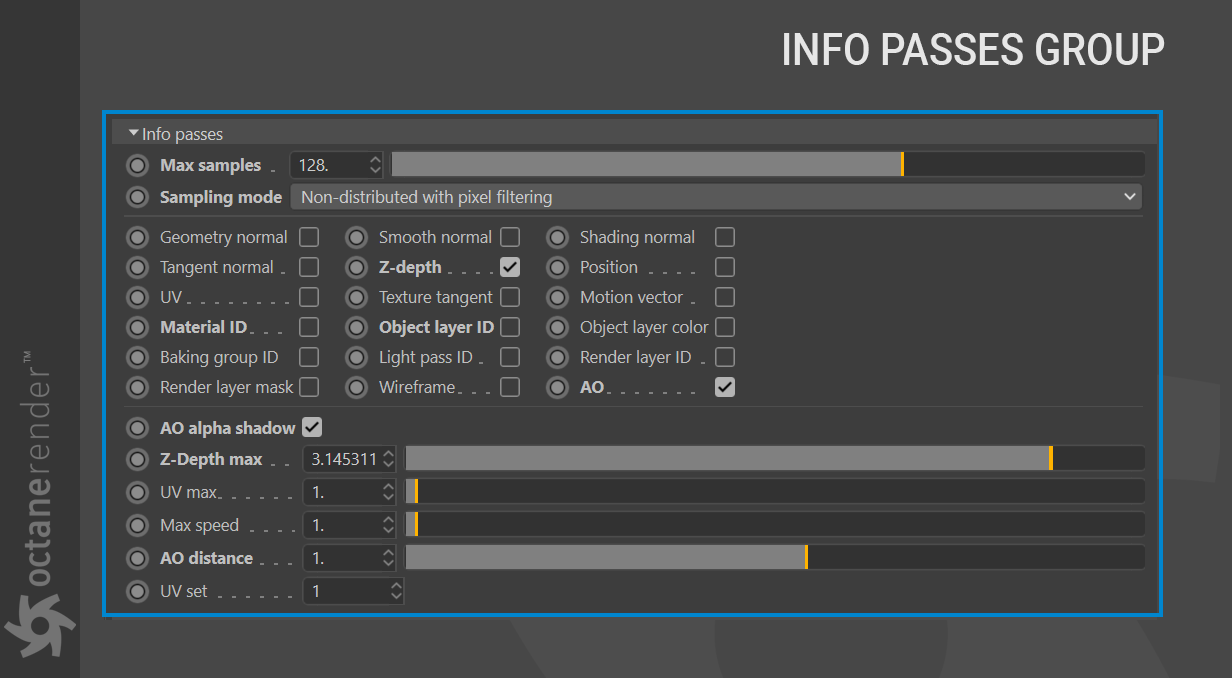 INFO PASSES GROUP
Info passes
Max samples 128.
Sampling mode Non-distributed with pixel filtering
Geometry normal Smooth normal Shading normal
Tangent normal Z-depth Position
UV Texture tangent Motion vector
Material ID Object layer ID Object layer color
Baking group ID Light pass ID Render layer ID
Render layer mask Wireframe AO
AO alpha shadow
Z-Depth max 3.145311
UV max 1.
Max speed 1.
AO distance 1.
UV set 1
octanerender™